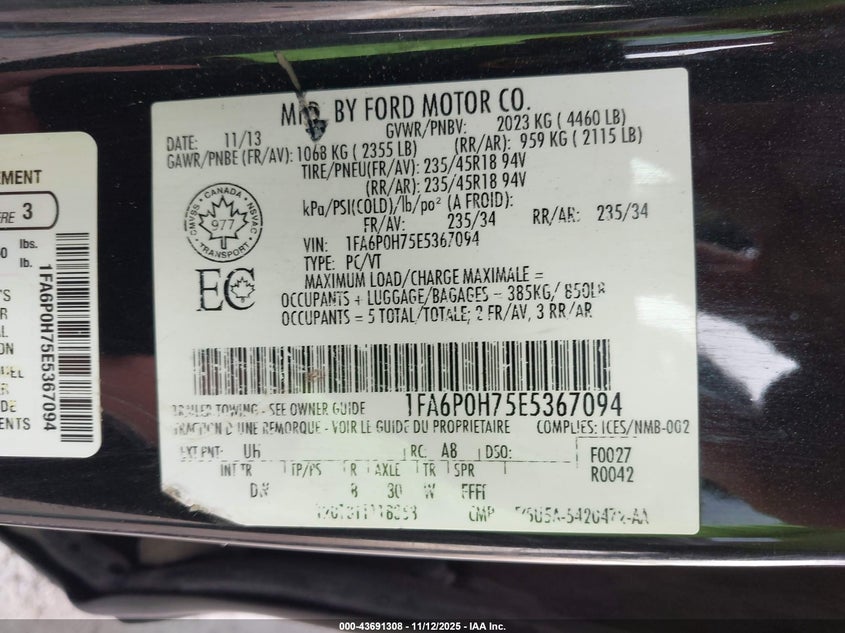 EMENT
ERE 3
lbs.
lb.
1FA6P0H75E5367094
MFD. BY FORD MOTOR CO.
DATE: 11/13
GVWR/PNBV: 2023 KG ( 4460 LB)
GAWR/PNBE (FR/AV): 1068 KG ( 2355 LB)
(RR/AR): 959 KG ( 2115 LB)
TIRE/PNEU(FR/AV): 235/45R18 94V
(RR/AR): 235/45R18 94V
kPa/PSI(COLD)/lb/po² (A FROID):
FR/AV: 235/34
RR/AR: 235/34
CANADA
CMVSS NSVAC
977
TRANSPORT
EC
VIN: 1FA6P0H75E5367094
TYPE: PC/VT
MAXIMUM LOAD/CHARGE MAXIMALE =
OCCUPANTS + LUGGAGE/BAGAGES = 385KG/ 850LB
OCCUPANTS = 5 TOTAL/TOTALE; 2 FR/AV, 3 RR/AR
1FA6P0H75E5367094
TRAILER TOWING - SEE OWNER GUIDE
TRACTION D'UNE REMORQUE - VOIR LE GUIDE DU PROPRIETAIRE
COMPLIES: ICES/NMB-002
EXT PNT: UH RC: A8 DSO:
F0027
R0042
INT TR TP/PS R AXLE TR SPR
8 30 W
000-43691308 - 11/12/2025 - IAA Inc.